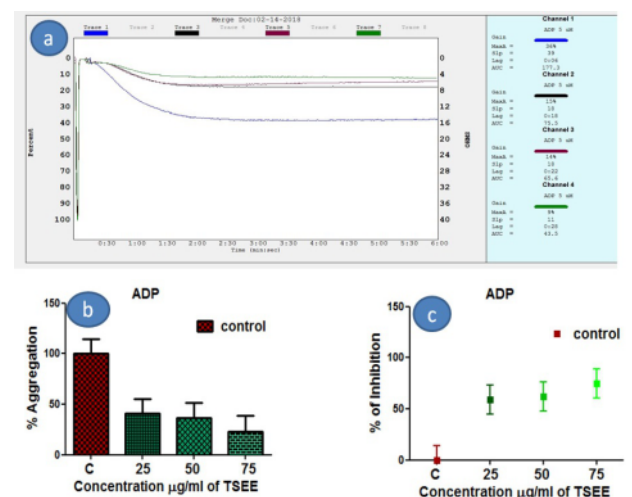 Merge Doc:02-14-2018
Trace 1 Trace 2 Trace 3 Trace 4 Trace 5 Trace 6 Trace 7 Trace 8
a
0
10
20
30
40
50
60
70
80
90
100
Percent
0
4
8
12
16
20
24
28
32
36
40
0:30 1:00 1:30 2:00 2:30 3:00 3:30 4:00 4:30 5:00 5:30 6:00
Time (min:sec)
Channel 1
ADP 5 uM
Gain
MaxA = 36%
Slp = 39
Lag = 0:06
AUC = 177.3
Channel 2
ADP 5 uM
Gain
MaxA = 15%
Slp = 18
Lag = 0:18
AUC = 75.5
Channel 3
ADP 5 uM
Gain
MaxA = 14%
Slp = 18
Lag = 0:20
AUC = 65.6
Channel 4
ADP 5 uM
Gain
MaxA = 9%
Slp = 11
Lag = 0:20
AUC = 43.5
b
ADP
control
% Aggregation
150
100
50
0
C 25 50 75
Concentration μg/ml of TSEE
c
ADP
control
% of Inhibition
150
100
50
0
C 25 50 75
Concentration μg/ml of TSEE